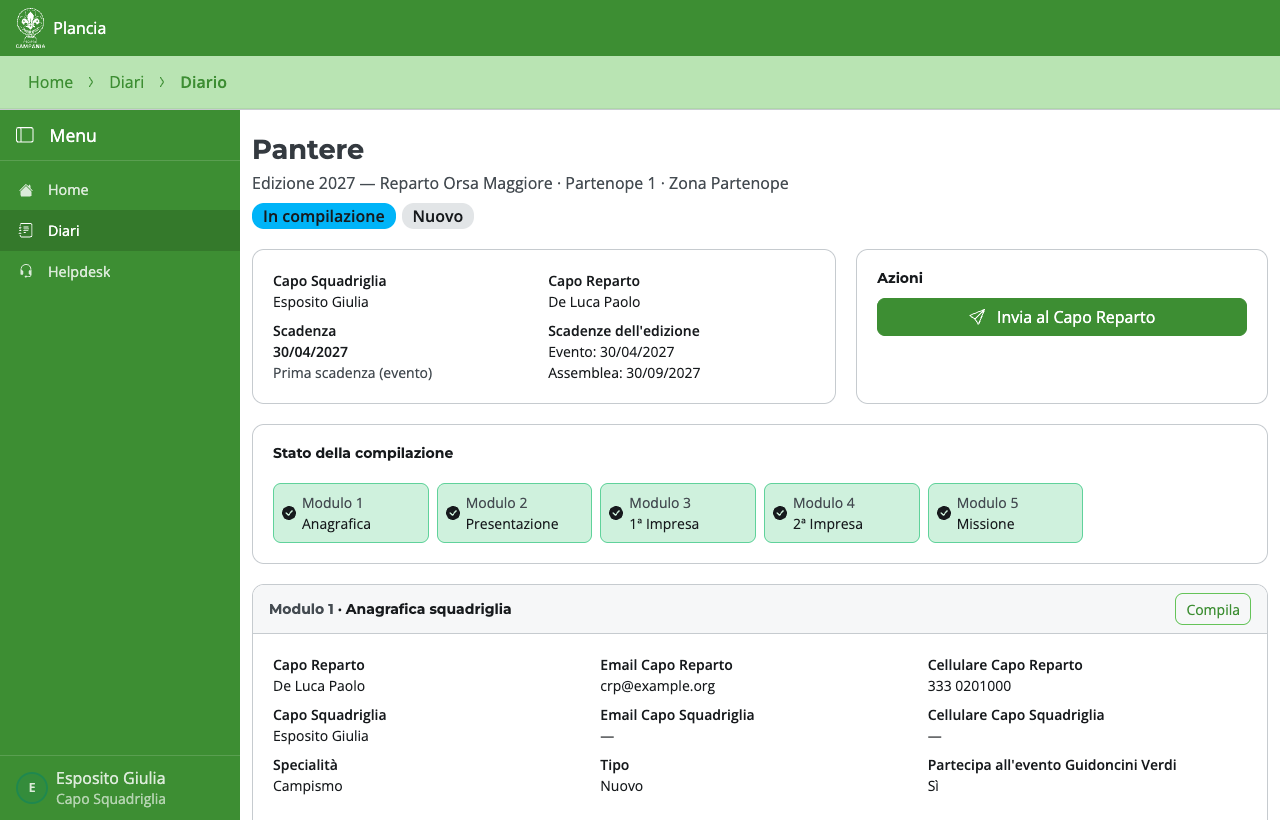 CAMPANIA
Plancia
Home
Diari
Diario
Menu
Home
Diari
Helpdesk
E
Esposito Giulia
Capo Squadriglia
Pantere
Edizione 2027 — Reparto Orsa Maggiore · Partenope 1 · Zona Partenope
In compilazione
Nuovo
Capo Squadriglia
Esposito Giulia
Capo Reparto
De Luca Paolo
Scadenza
30/04/2027
Prima scadenza (evento)
Scadenze dell'edizione
Evento: 30/04/2027
Assemblea: 30/09/2027
Azioni
Invia al Capo Reparto
Stato della compilazione
Modulo 1
Anagrafica
Modulo 2
Presentazione
Modulo 3
1ª Impresa
Modulo 4
2ª Impresa
Modulo 5
Missione
Modulo 1 · Anagrafica squadriglia
Compila
Capo Reparto
De Luca Paolo
Email Capo Reparto
crp@example.org
Cellulare Capo Reparto
333 0201000
Capo Squadriglia
Esposito Giulia
Email Capo Squadriglia
—
Cellulare Capo Squadriglia
—
Specialità
Campismo
Tipo
Nuovo
Partecipa all'evento Guidoncini Verdi
Sì